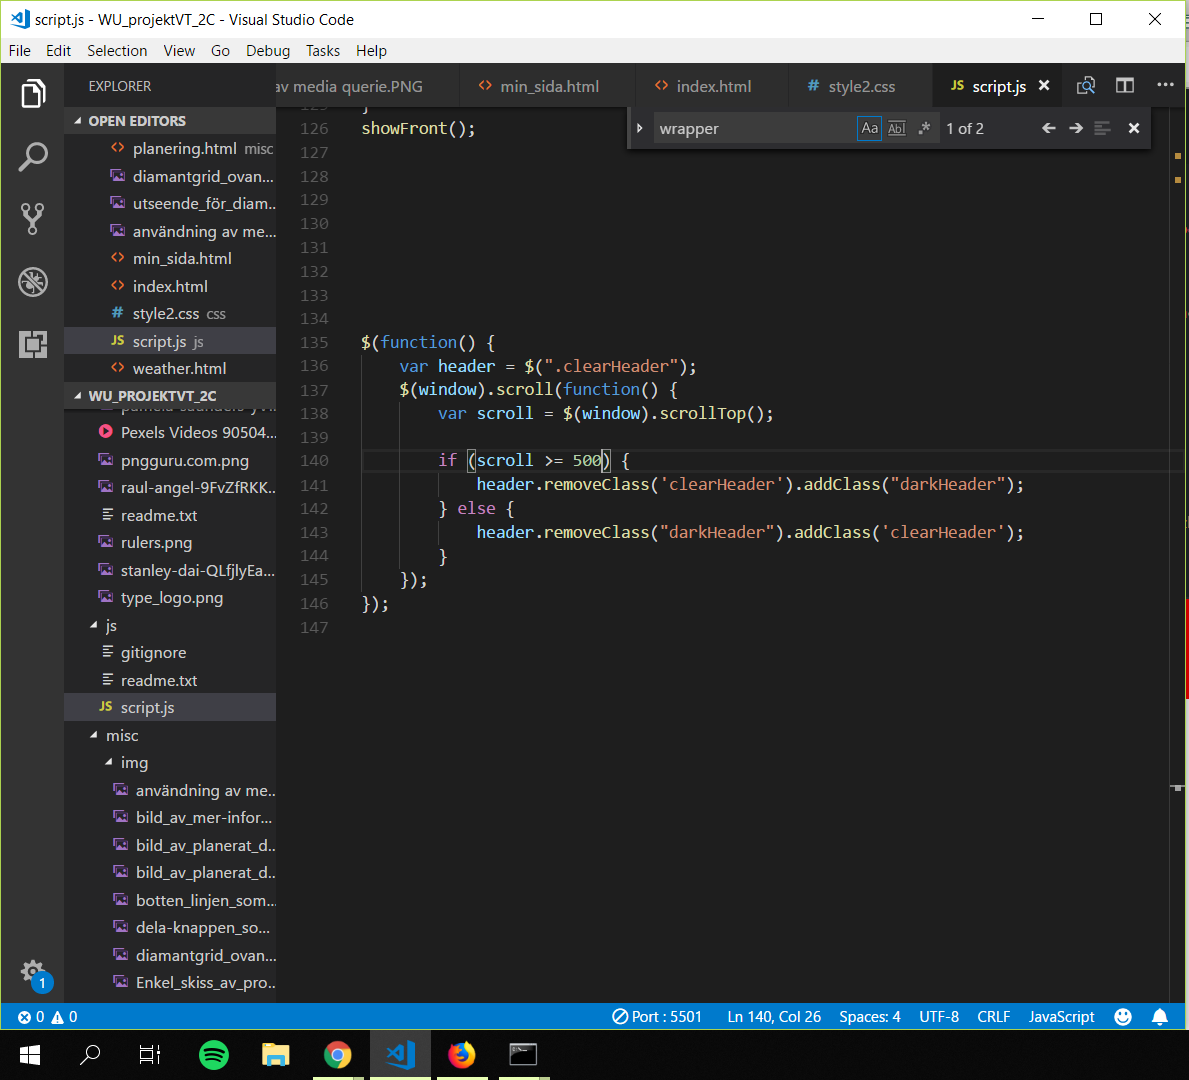 script.js - WU_projektVT_2C - Visual Studio Code
File Edit Selection View Go Debug Tasks Help
EXPLORER
av media querie.PNG
min_sida.html
index.html
# style2.css
JS script.js
OPEN EDITORS
planering.html misc
diamantgrid_ovan...
utseende_för_diam...
användning av me...
min_sida.html
index.html
# style2.css css
JS script.js js
weather.html
WU_PROJEKTVT_2C
Pexels Videos 90504...
pngguru.com.png
raul-angel-9FvZfRKK...
readme.txt
rulers.png
stanley-dai-QLfjlyEa...
type_logo.png
js
gitignore
readme.txt
JS script.js
misc
img
användning av me...
bild_av_mer-infor...
bild_av_planerat_d...
bild_av_planerat_d...
botten_linjen_som...
dela-knappen_so...
diamantgrid_ovan...
Enkel_skiss_av_pro...
1
wrapper Aa Abl .* 1 of 2
125 }
126 showFront();
127
128
129
130
131
132
133
134
135 $(function() {
136 var header = $(".clearHeader");
137 $(window).scroll(function() {
138 var scroll = $(window).scrollTop();
139
140 if (scroll >= 500) {
141 header.removeClass('clearHeader').addClass("darkHeader");
142 } else {
143 header.removeClass("darkHeader").addClass('clearHeader');
144 }
145 });
146 });
147
0 0 Port : 5501 Ln 140, Col 26 Spaces: 4 UTF-8 CRLF JavaScript